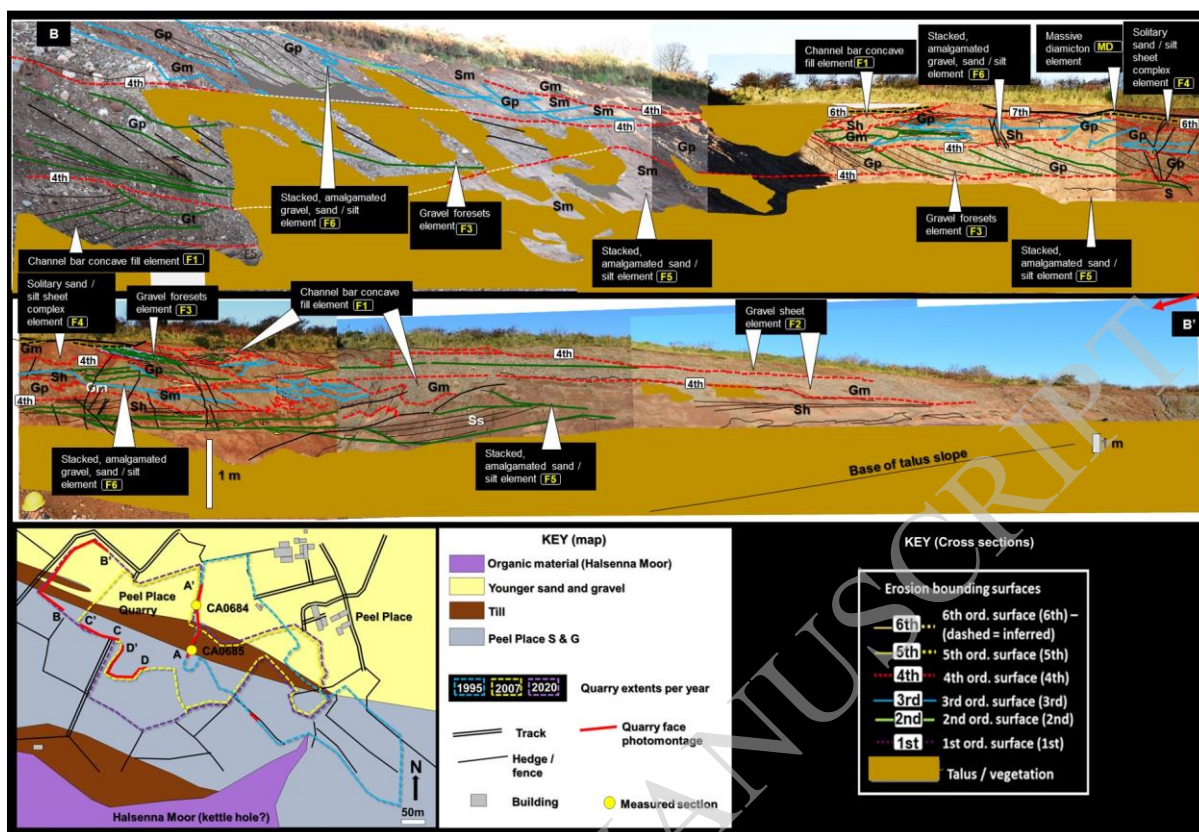 B
Gp
Gm
4th
Gp
4th
Gt
Gp
Sm
Sm
Gm
4th
Gp
Sm
Sm
4th
Gp
4th
Sm
Sm
Channel bar concave
fill element F1
Stacked, amalgamated
gravel, sand / silt
element F6
Gravel foresets
element F3
Stacked,
amalgamated sand /
silt element F5
Channel bar concave
fill element F1
Stacked,
amalgamated
gravel, sand / silt
element F6
Massive
diamicton MD
element
Solitary
sand / silt
sheet
complex
element F4
6th
7th
6th
Sh
Gm
Sh
Gp
Gp
4th
Gp
Gp
S
Gravel foresets
element F3
Stacked,
amalgamated sand /
silt element F5
Solitary sand /
silt sheet
complex
element F4
Gravel foresets
element F3
Channel bar concave
fill element F1
Gravel sheet
element F2
B'
Gm
4th
Sh
Gp
Gp
Gm
Sm
4th
Sh
4th
Gm
4th
Gm
Sh
Ss
Stacked, amalgamated
gravel, sand / silt
element F6
1 m
Stacked,
amalgamated sand /
silt element F5
Base of talus slope
1 m
B'
A'
Peel Place
Quarry
CA0684
Peel Place
B
C'
C
D'
D
A
CA0685
N
50m
Halsenna Moor (kettle hole?)
KEY (map)
Organic material (Halsenna Moor)
Younger sand and gravel
Till
Peel Place S & G
1995 2007 2020 Quarry extents per year
Track
Quarry face
photomontage
Hedge /
fence
Building
Measured section
KEY (Cross sections)
Erosion bounding surfaces
6th 6th ord. surface (6th) –
(dashed = inferred)
5th 5th ord. surface (5th)
4th 4th ord. surface (4th)
3rd 3rd ord. surface (3rd)
2nd 2nd ord. surface (2nd)
1st 1st ord. surface (1st)
Talus / vegetation
MANUSCRIPT